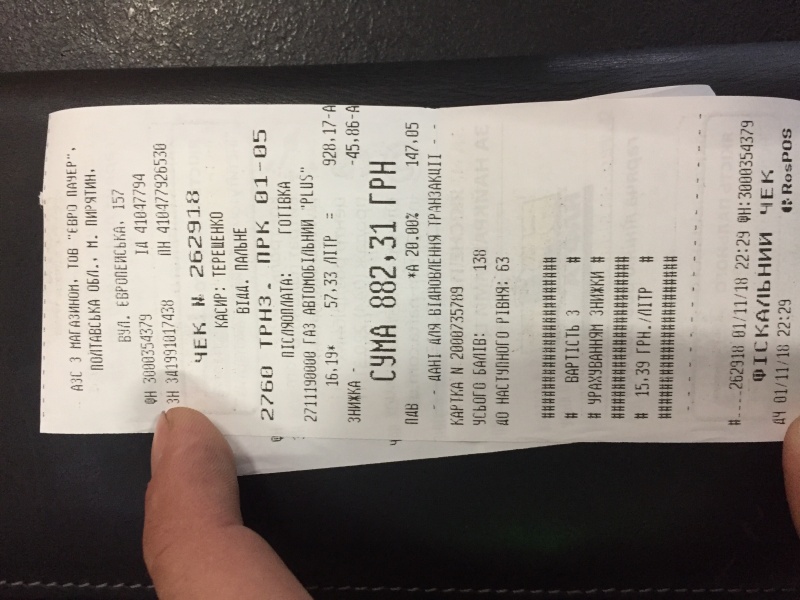 АЗС З МАГАЗИНОМ, ТОВ "ЄВРО ПАУЕР",
ПОЛТАВСЬКА ОБЛ., М. ПИРЯТИН,
ВУЛ. ЄВРОПЕЙСЬКА, 157
ФН 3000354379 ІД 41047794
ЗН ЗД1991017438 ПН 410477926530
ЧЕК № 262918
КАСИР: ТЕРЕЩЕНКО
ВІДД. ПАЛЬНЕ
2760 ТРНЗ. ПРК 01-05
ПІСЛЯОПЛАТА: ГОТІВКА
2711190000 ГАЗ АВТОМОБІЛЬНИЙ "PLUS"
16.19* 57.33 ЛІТР = 928.17-А
ЗНИЖКА - -45.86-А
СУМА 882,31 ГРН
ПДВ *А 20.00% 147.05
- - ДАНІ ДЛЯ ВІДНОВЛЕННЯ ТРАНЗАКЦІЇ - -
КАРТКА N 2000735789
УСЬОГО БАЛІВ: 138
ДО НАСТУПНОГО РІВНЯ: 63
####################
# ВАРТІСТЬ З #
# УРАХУВАННЯМ ЗНИЖКИ #
####################
# 15.39 ГРН./ЛІТР #
####################
#----262918 01/11/18 22:29 ФН:3000354379
ФІСКАЛЬНИЙ ЧЕК
ДЧ 01/11/18 22:29 RosPOS